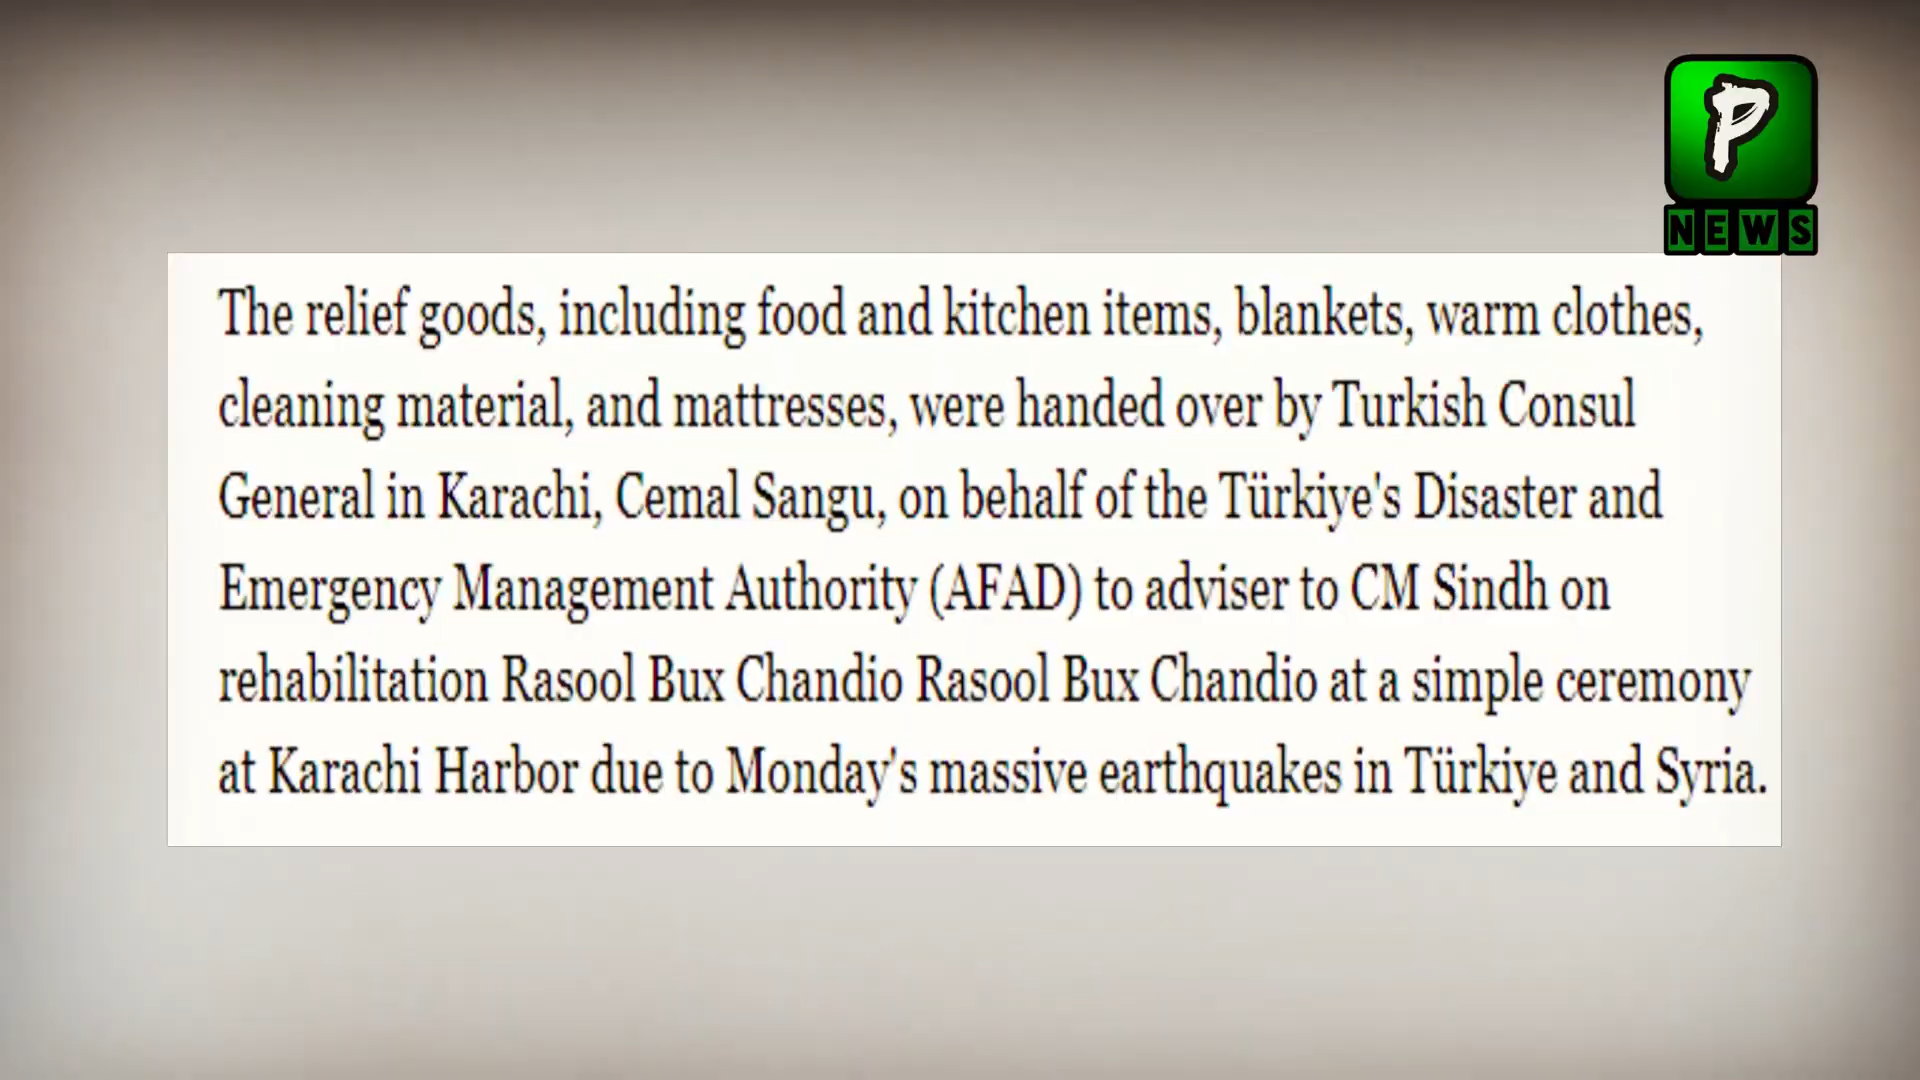 P
NEWS
The relief goods, including food and kitchen items, blankets, warm clothes,
cleaning material, and mattresses, were handed over by Turkish Consul
General in Karachi, Cemal Sangu, on behalf of the Türkiye's Disaster and
Emergency Management Authority (AFAD) to adviser to CM Sindh on
rehabilitation Rasool Bux Chandio Rasool Bux Chandio at a simple ceremony
at Karachi Harbor due to Monday's massive earthquakes in Türkiye and Syria.